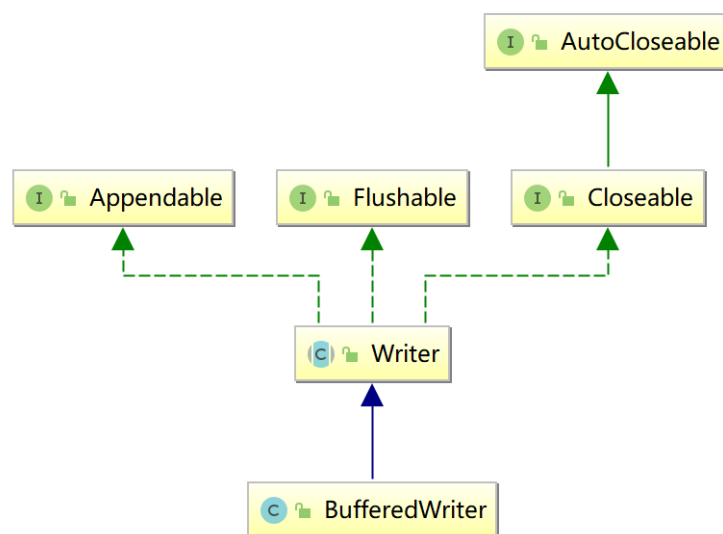 I AutoCloseable
I Appendable
I Flushable
I Closeable
C Writer
C BufferedWriter